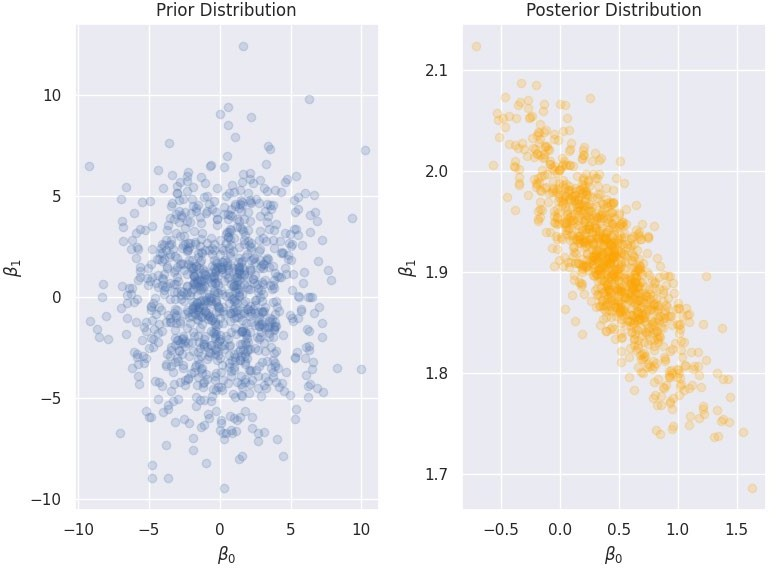 Prior Distribution
β₁
10
5
0
−5
−10
−10 −5 0 5 10
β₀
Posterior Distribution
β₁
2.1
2.0
1.9
1.8
1.7
−0.5 0.0 0.5 1.0 1.5
β₀